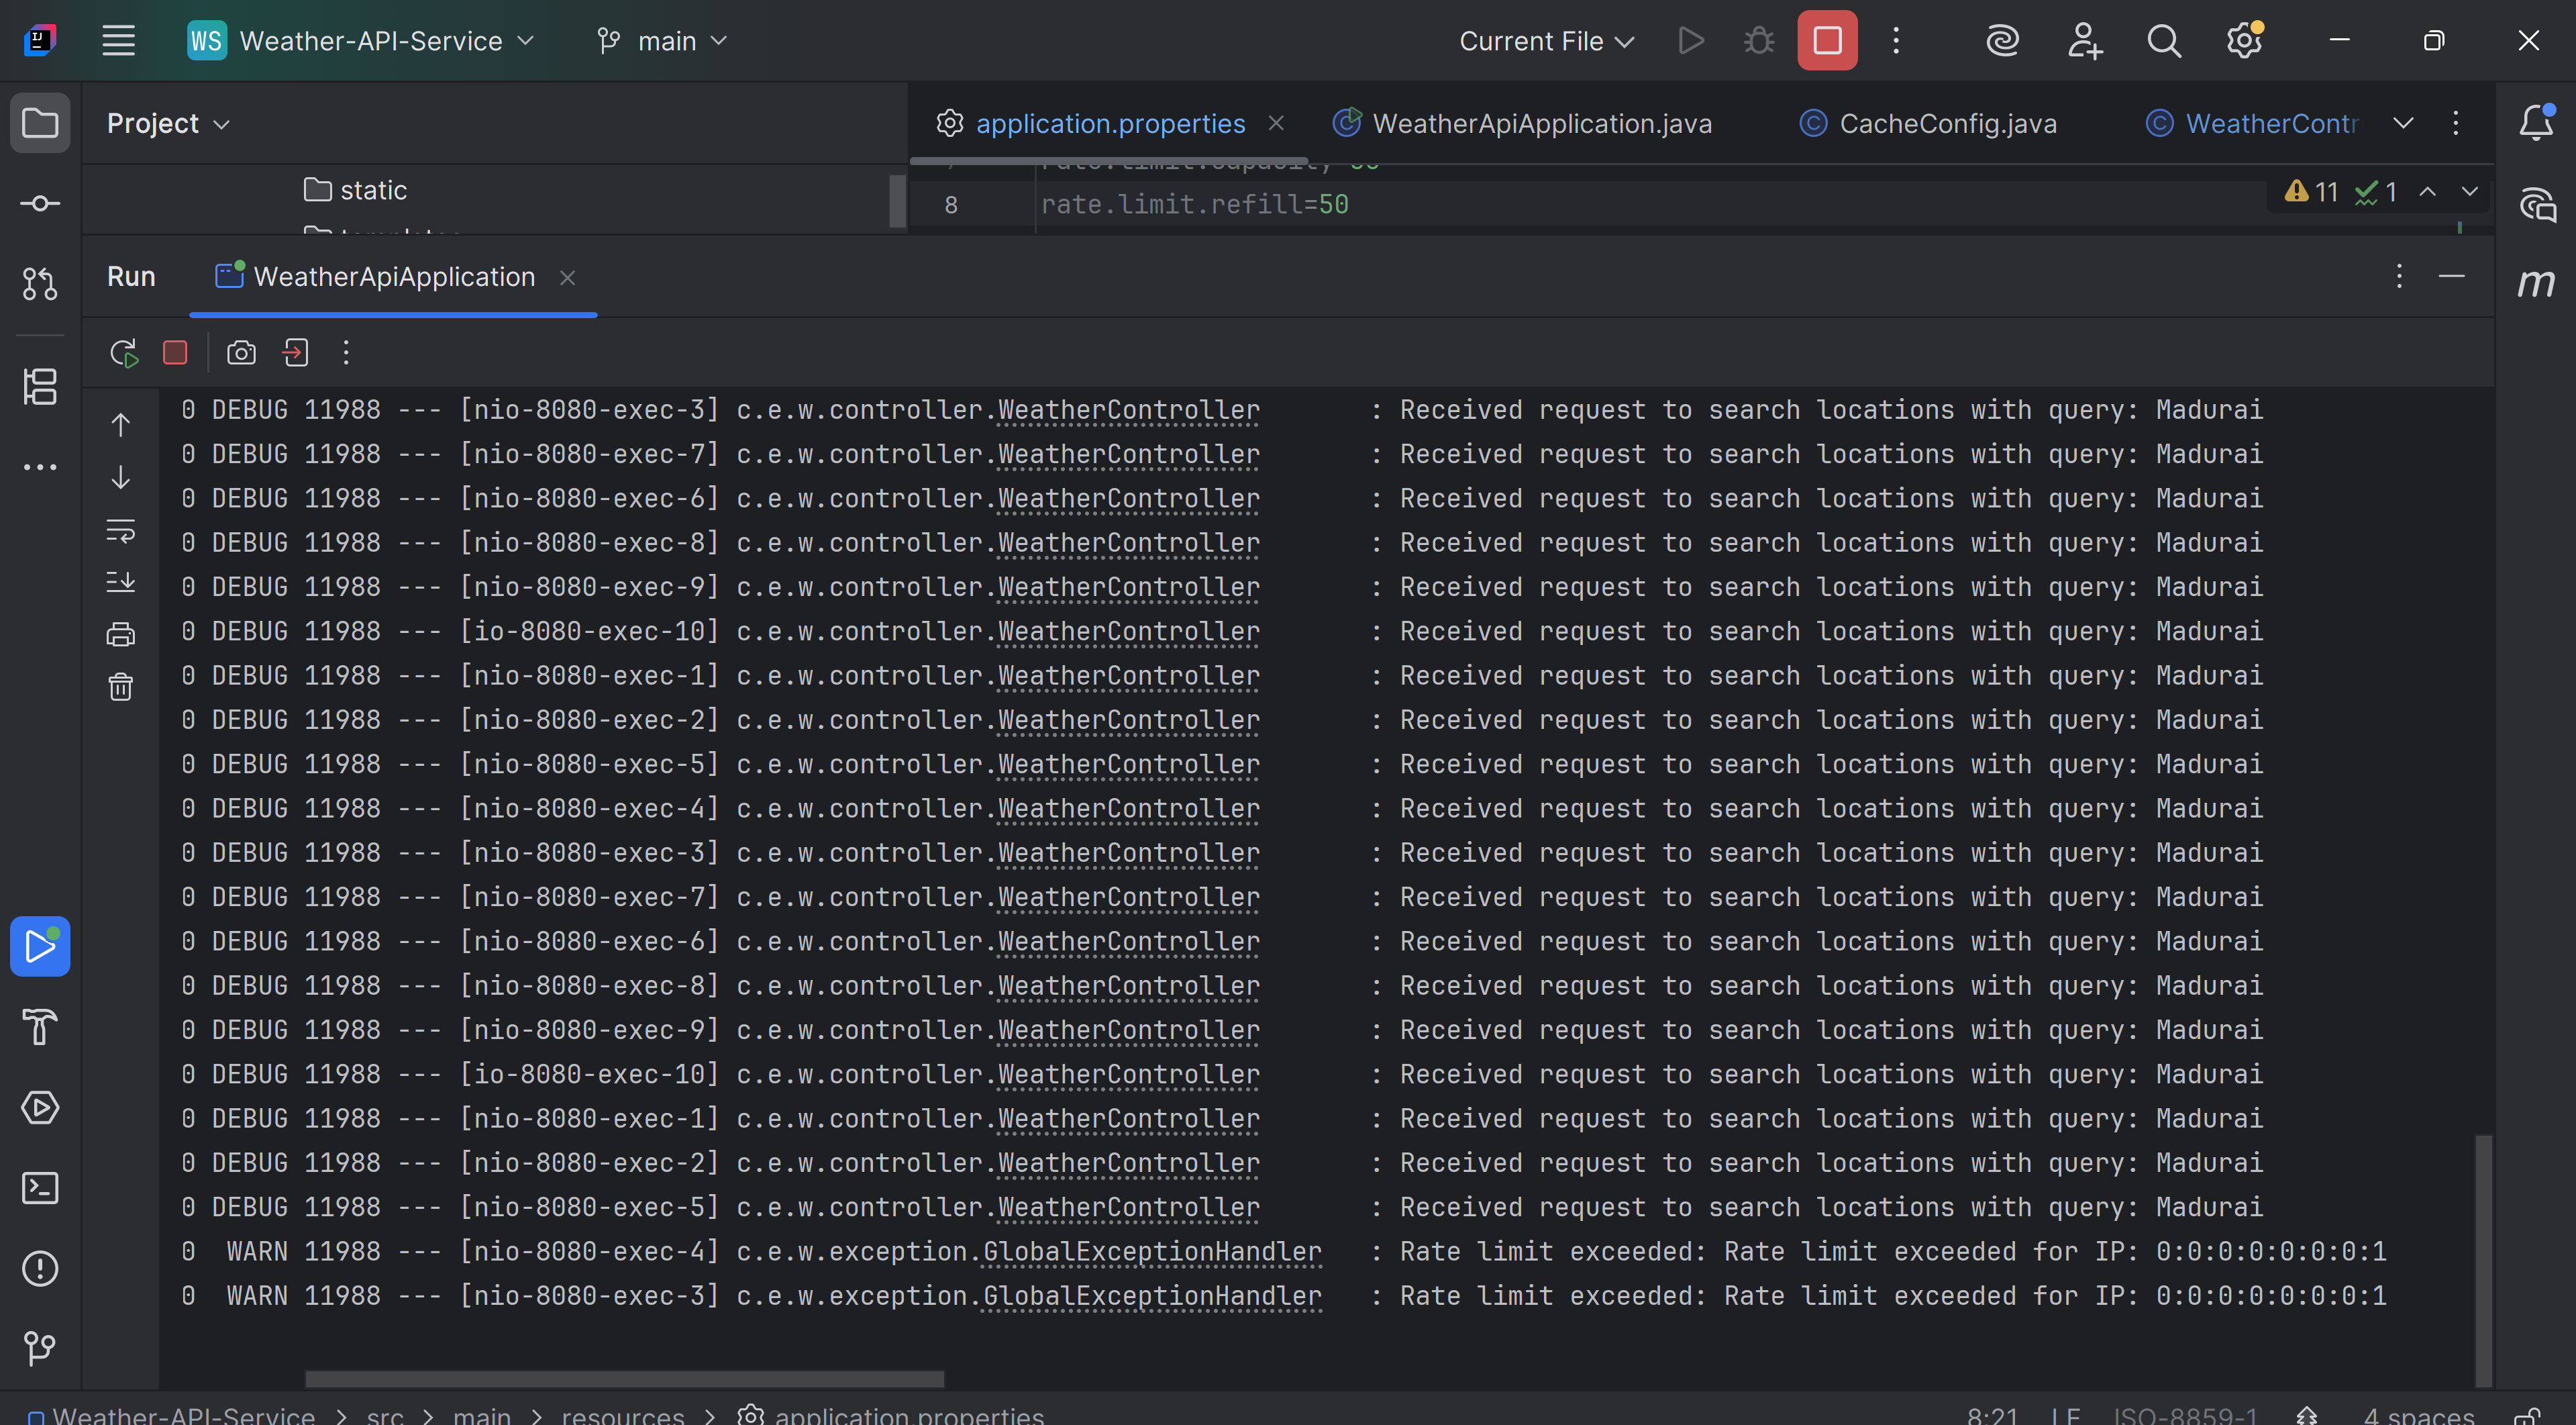 WS Weather-API-Service main Current File
Project
application.properties WeatherApiApplication.java CacheConfig.java WeatherContr
static
8 rate.limit.refill=50
11 1
Run WeatherApiApplication
0 DEBUG 11988 --- [nio-8080-exec-3] c.e.w.controller.WeatherController : Received request to search locations with query: Madurai
0 DEBUG 11988 --- [nio-8080-exec-7] c.e.w.controller.WeatherController : Received request to search locations with query: Madurai
0 DEBUG 11988 --- [nio-8080-exec-6] c.e.w.controller.WeatherController : Received request to search locations with query: Madurai
0 DEBUG 11988 --- [nio-8080-exec-8] c.e.w.controller.WeatherController : Received request to search locations with query: Madurai
0 DEBUG 11988 --- [nio-8080-exec-9] c.e.w.controller.WeatherController : Received request to search locations with query: Madurai
0 DEBUG 11988 --- [io-8080-exec-10] c.e.w.controller.WeatherController : Received request to search locations with query: Madurai
0 DEBUG 11988 --- [nio-8080-exec-1] c.e.w.controller.WeatherController : Received request to search locations with query: Madurai
0 DEBUG 11988 --- [nio-8080-exec-2] c.e.w.controller.WeatherController : Received request to search locations with query: Madurai
0 DEBUG 11988 --- [nio-8080-exec-5] c.e.w.controller.WeatherController : Received request to search locations with query: Madurai
0 DEBUG 11988 --- [nio-8080-exec-4] c.e.w.controller.WeatherController : Received request to search locations with query: Madurai
0 DEBUG 11988 --- [nio-8080-exec-3] c.e.w.controller.WeatherController : Received request to search locations with query: Madurai
0 DEBUG 11988 --- [nio-8080-exec-7] c.e.w.controller.WeatherController : Received request to search locations with query: Madurai
0 DEBUG 11988 --- [nio-8080-exec-6] c.e.w.controller.WeatherController : Received request to search locations with query: Madurai
0 DEBUG 11988 --- [nio-8080-exec-8] c.e.w.controller.WeatherController : Received request to search locations with query: Madurai
0 DEBUG 11988 --- [nio-8080-exec-9] c.e.w.controller.WeatherController : Received request to search locations with query: Madurai
0 DEBUG 11988 --- [io-8080-exec-10] c.e.w.controller.WeatherController : Received request to search locations with query: Madurai
0 DEBUG 11988 --- [nio-8080-exec-1] c.e.w.controller.WeatherController : Received request to search locations with query: Madurai
0 DEBUG 11988 --- [nio-8080-exec-2] c.e.w.controller.WeatherController : Received request to search locations with query: Madurai
0 DEBUG 11988 --- [nio-8080-exec-5] c.e.w.controller.WeatherController : Received request to search locations with query: Madurai
0 WARN 11988 --- [nio-8080-exec-4] c.e.w.exception.GlobalExceptionHandler : Rate limit exceeded: Rate limit exceeded for IP: 0:0:0:0:0:0:0:1
0 WARN 11988 --- [nio-8080-exec-3] c.e.w.exception.GlobalExceptionHandler : Rate limit exceeded: Rate limit exceeded for IP: 0:0:0:0:0:0:0:1
Weather-API-Service > src > main > resources > application.properties 8:21 LF ISO-8859-1 4 spaces